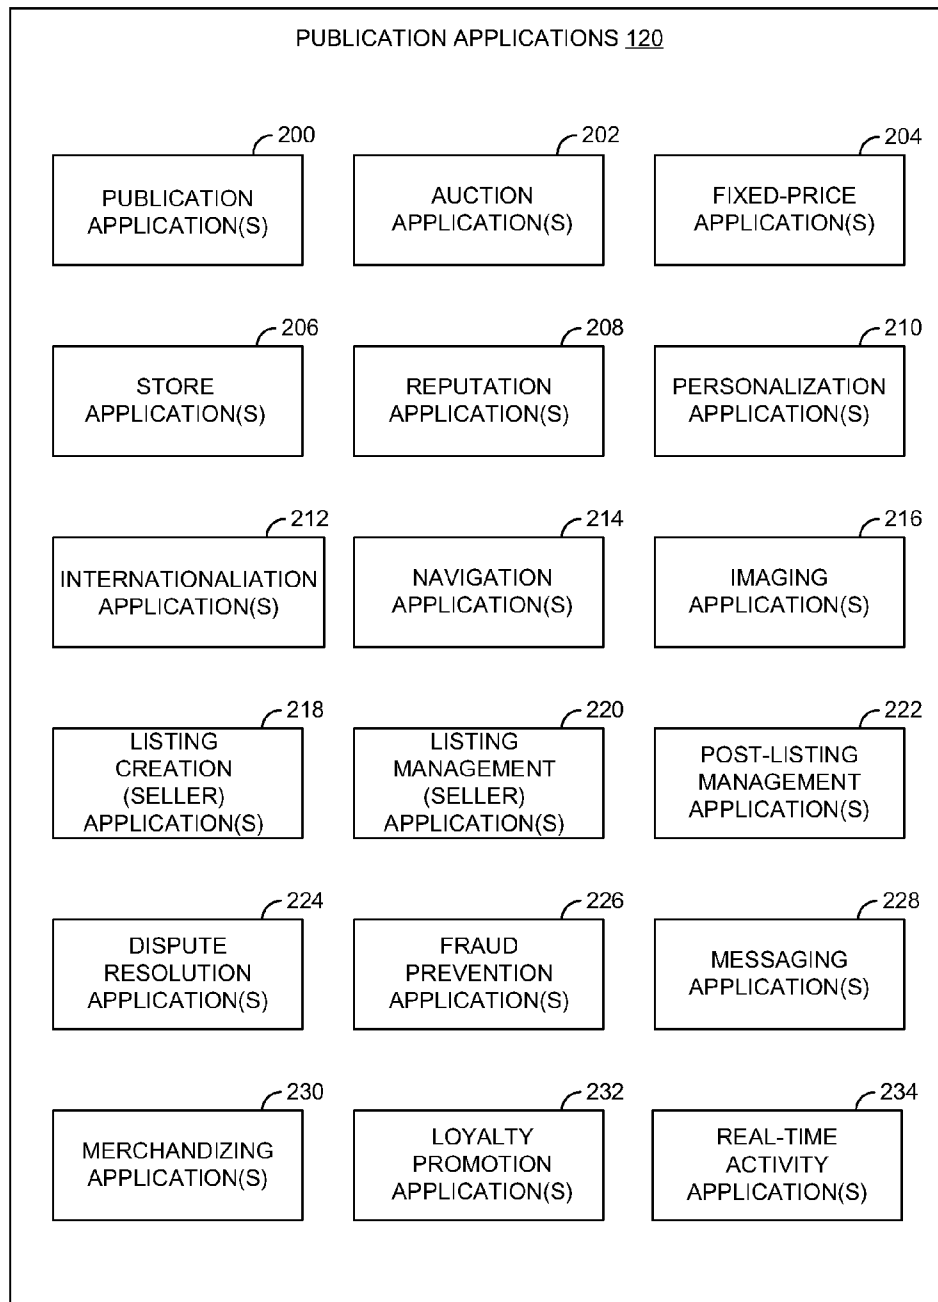 PUBLICATION APPLICATIONS 120
200
PUBLICATION
APPLICATION(S)
202
AUCTION
APPLICATION(S)
204
FIXED-PRICE
APPLICATION(S)
206
STORE
APPLICATION(S)
208
REPUTATION
APPLICATION(S)
210
PERSONALIZATION
APPLICATION(S)
212
INTERNATIONALIATION
APPLICATION(S)
214
NAVIGATION
APPLICATION(S)
216
IMAGING
APPLICATION(S)
218
LISTING
CREATION
(SELLER)
APPLICATION(S)
220
LISTING
MANAGEMENT
(SELLER)
APPLICATION(S)
222
POST-LISTING
MANAGEMENT
APPLICATION(S)
224
DISPUTE
RESOLUTION
APPLICATION(S)
226
FRAUD
PREVENTION
APPLICATION(S)
228
MESSAGING
APPLICATION(S)
230
MERCHANDIZING
APPLICATION(S)
232
LOYALTY
PROMOTION
APPLICATION(S)
234
REAL-TIME
ACTIVITY
APPLICATION(S)